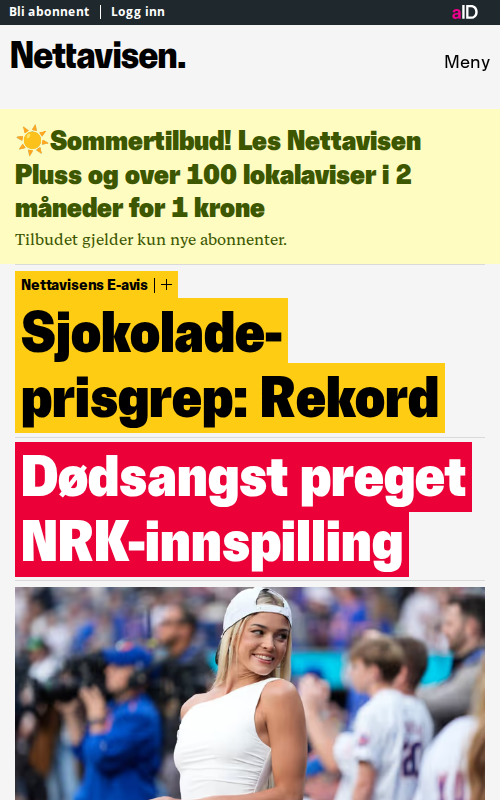 Bli abonnent | Logg inn
aID
Nettavisen.
Meny
☀️Sommertilbud! Les Nettavisen
Pluss og over 100 lokalaviser i 2
måneder for 1 krone
Tilbudet gjelder kun nye abonnenter.
Nettavisens E-avis | +
Sjokolade-
prisgrep: Rekord
Dødsangst preget
NRK-innspilling